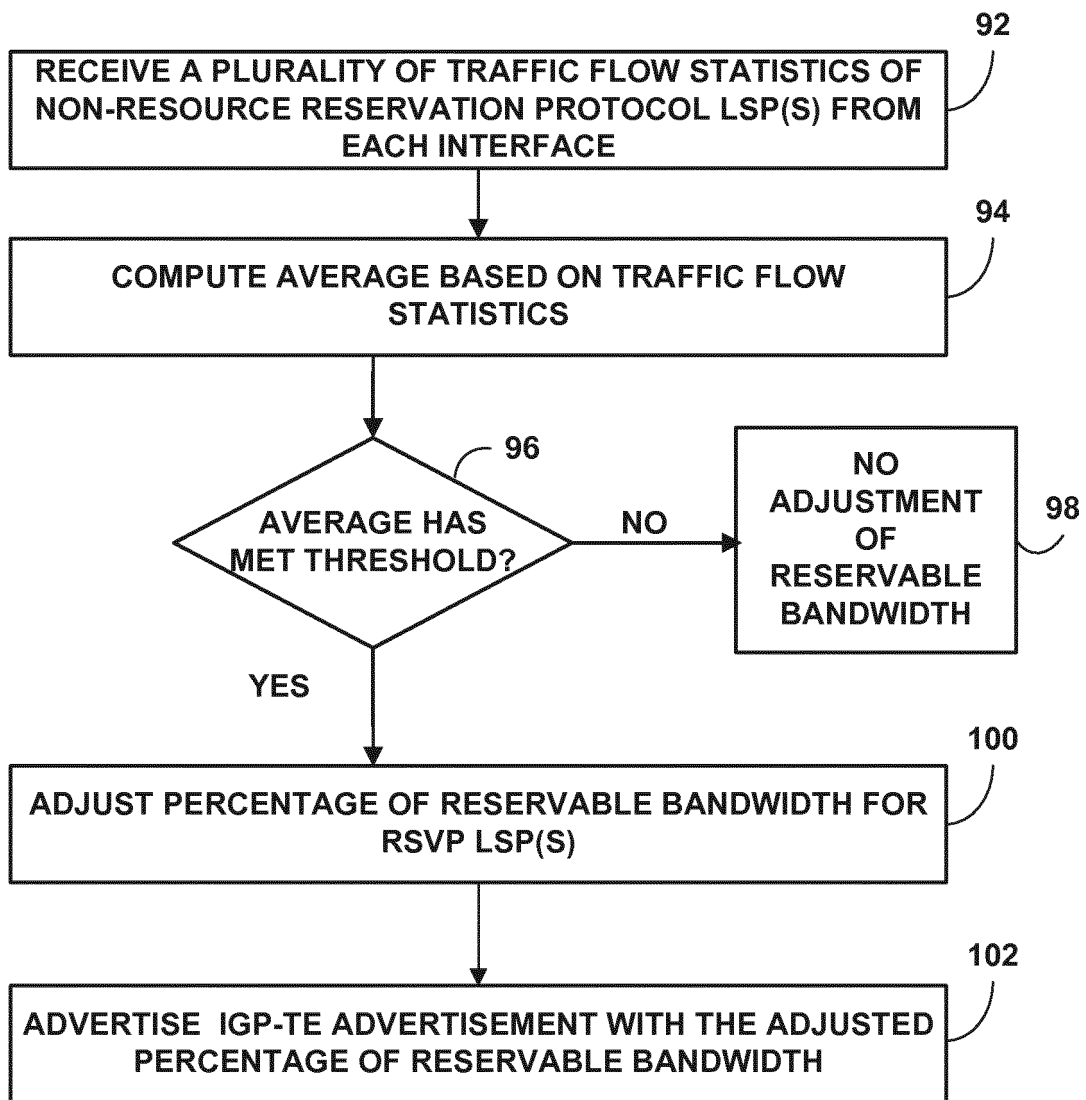 92
RECEIVE A PLURALITY OF TRAFFIC FLOW STATISTICS OF
NON-RESOURCE RESERVATION PROTOCOL LSP(S) FROM
EACH INTERFACE
94
COMPUTE AVERAGE BASED ON TRAFFIC FLOW
STATISTICS
96
AVERAGE HAS
MET THRESHOLD?
NO
NO
ADJUSTMENT
OF
RESERVABLE
BANDWIDTH
98
YES
100
ADJUST PERCENTAGE OF RESERVABLE BANDWIDTH FOR
RSVP LSP(S)
102
ADVERTISE IGP-TE ADVERTISEMENT WITH THE ADJUSTED
PERCENTAGE OF RESERVABLE BANDWIDTH